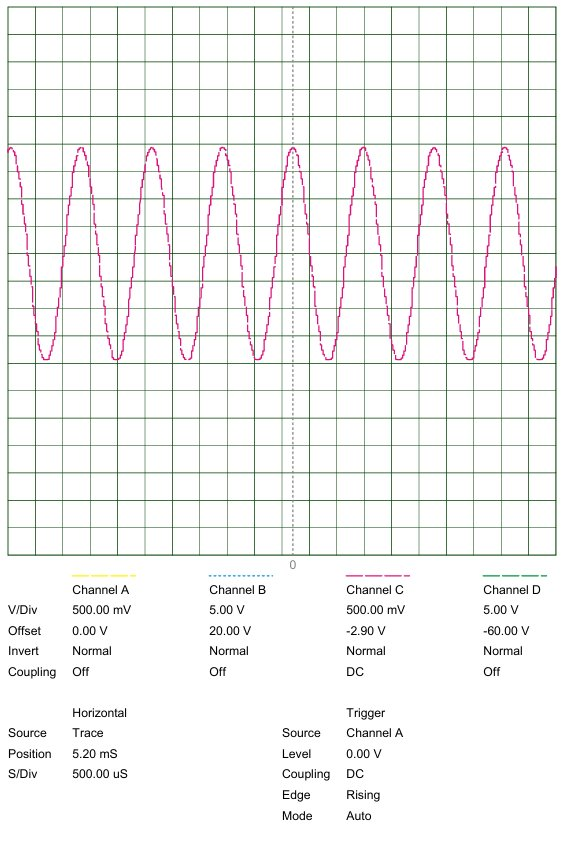 0
Channel A Channel B Channel C Channel D
V/Div 500.00 mV 5.00 V 500.00 mV 5.00 V
Offset 0.00 V 20.00 V -2.90 V -60.00 V
Invert Normal Normal Normal Normal
Coupling Off Off DC Off
Horizontal Trigger
Source Trace Source Channel A
Position 5.20 mS Level 0.00 V
S/Div 500.00 uS Coupling DC
Edge Rising
Mode Auto